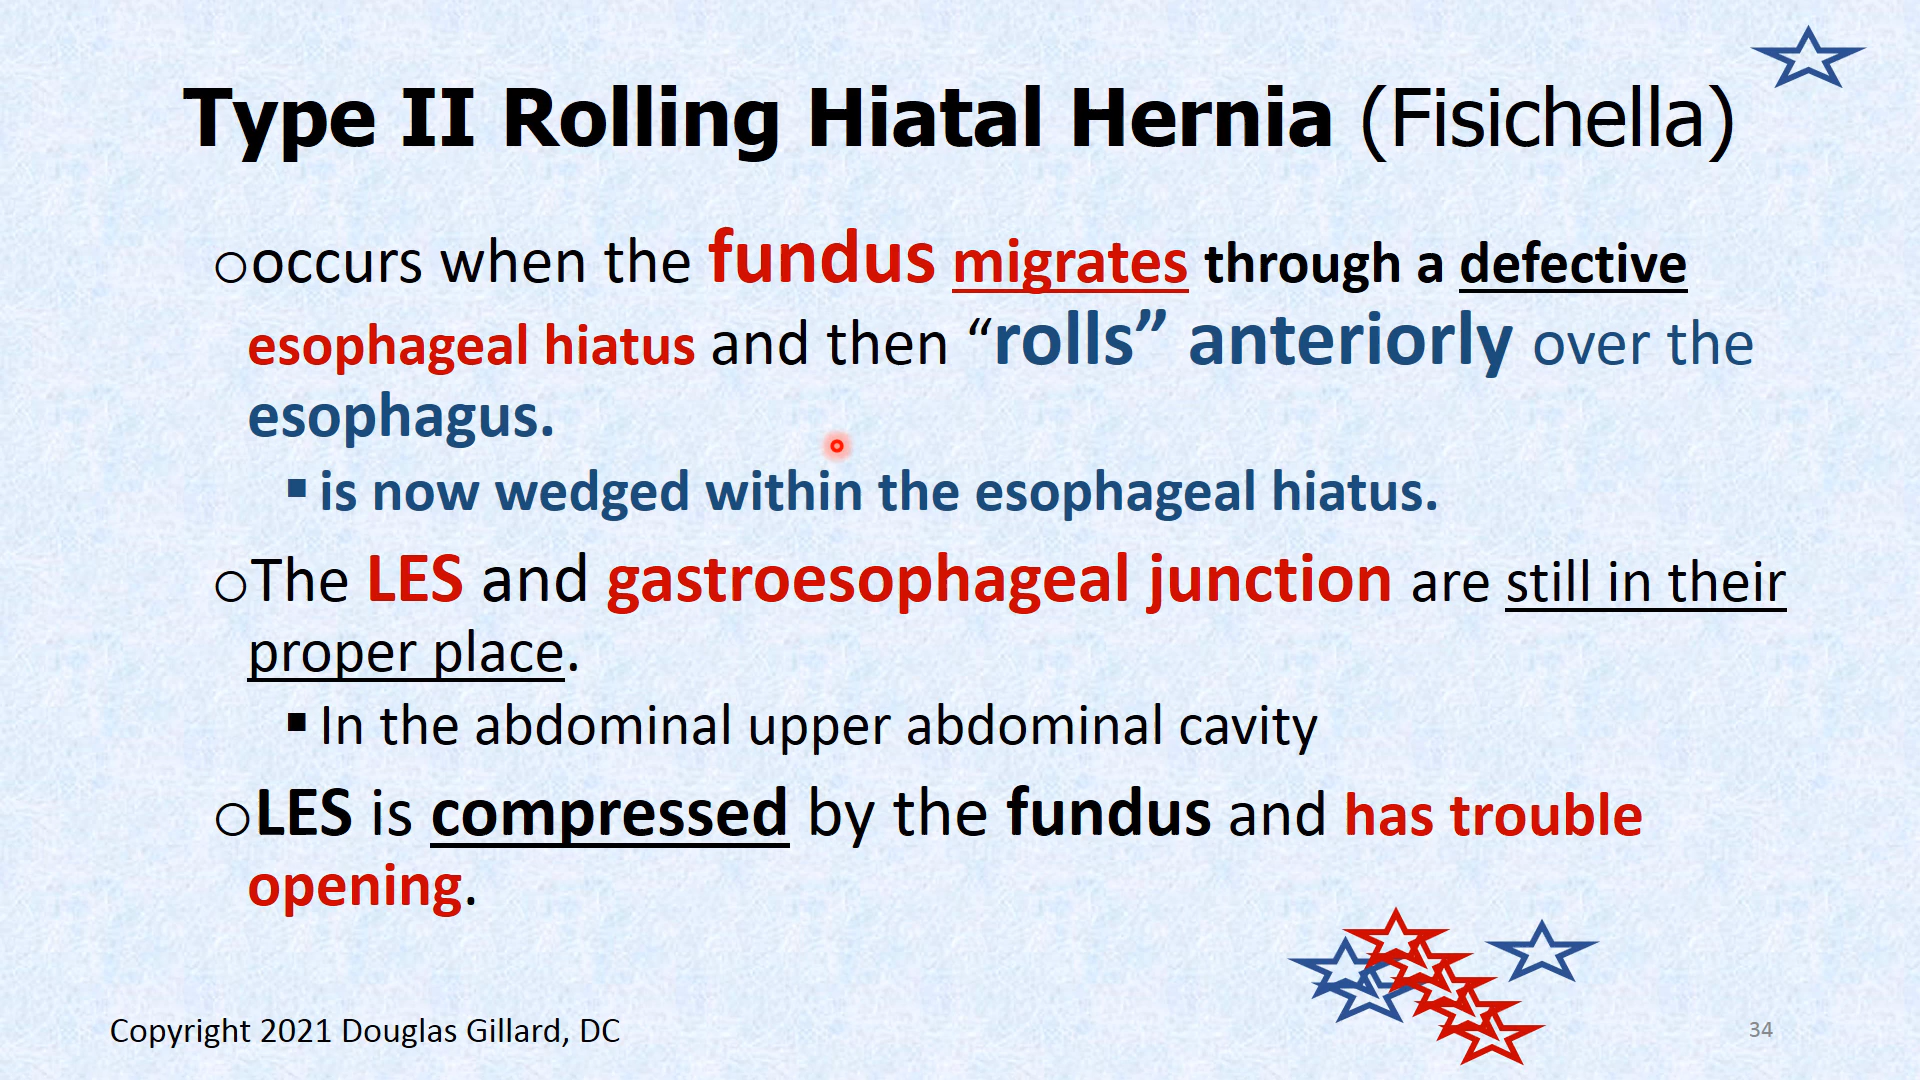 Type II Rolling Hiatal Hernia (Fisichella)
occurs when the fundus migrates through a defective
esophageal hiatus and then “rolls” anteriorly over the
esophagus.
is now wedged within the esophageal hiatus.
The LES and gastroesophageal junction are still in their
proper place.
In the abdominal upper abdominal cavity
LES is compressed by the fundus and has trouble
opening.
Copyright 2021 Douglas Gillard, DC
34